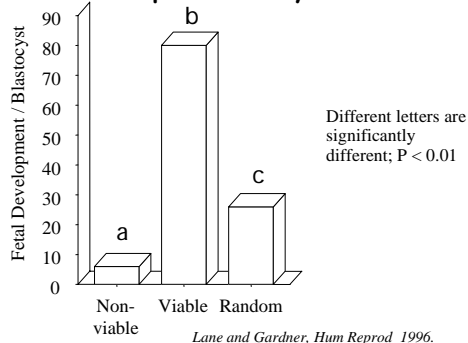 Fetal Development / Blastocyst
90
80
70
60
50
40
30
20
10
0
a
b
c
Non-
viable
Viable
Random
Different letters are
significantly
different; P < 0.01
Lane and Gardner, Hum Reprod 1996.